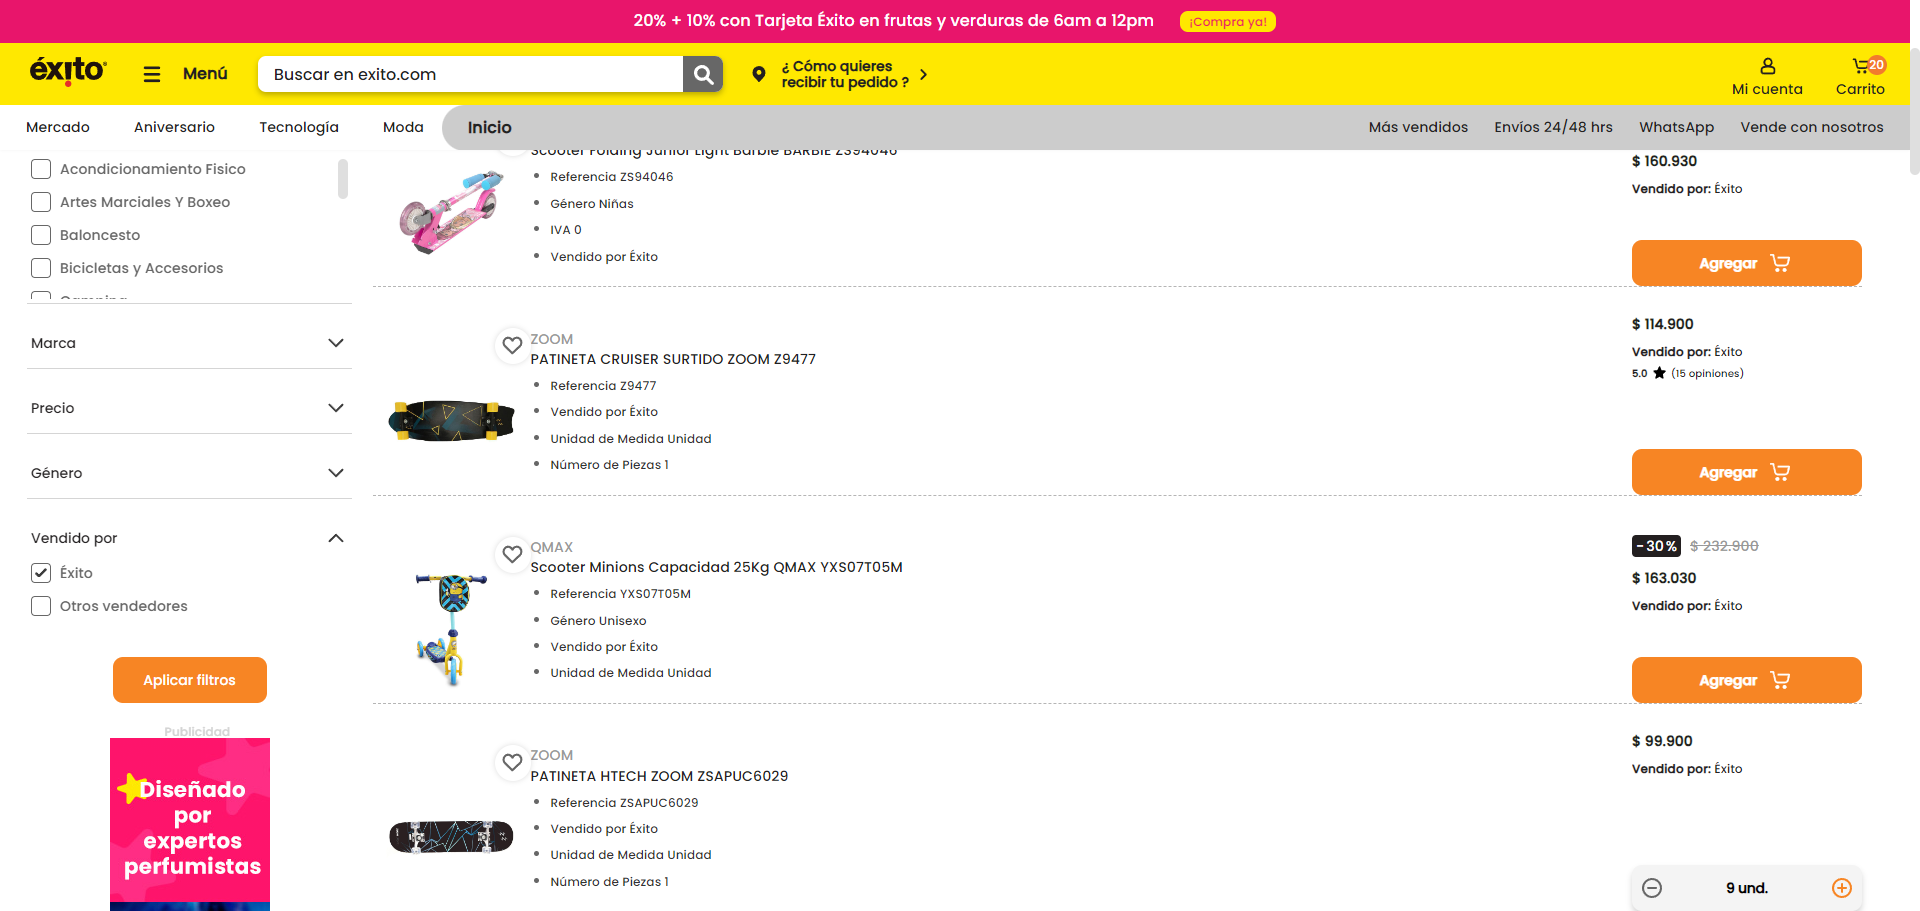 20% + 10% con Tarjeta Éxito en frutas y verduras de 6am a 12pm
¡Compra ya!
éxito
Menú
Buscar en exito.com
¿ Cómo quieres
recibir tu pedido ?
Mi cuenta
20
Carrito
Mercado
Aniversario
Tecnología
Moda
Inicio
Más vendidos
Envíos 24/48 hrs
WhatsApp
Vende con nosotros
Acondicionamiento Fisico
Artes Marciales Y Boxeo
Baloncesto
Bicicletas y Accesorios
Camping
Marca
Precio
Género
Vendido por
Éxito
Otros vendedores
Aplicar filtros
Publicidad
Diseñado
por
expertos
perfumistas
Scooter Folding Junior Light Barbie BARBIE ZS94046
Referencia ZS94046
Género Niñas
IVA 0
Vendido por Éxito
$ 160.930
Vendido por: Éxito
Agregar
ZOOM
PATINETA CRUISER SURTIDO ZOOM Z9477
Referencia Z9477
Vendido por Éxito
Unidad de Medida Unidad
Número de Piezas 1
$ 114.900
Vendido por: Éxito
5.0 ★ (15 opiniones)
Agregar
QMAX
Scooter Minions Capacidad 25Kg QMAX YXS07T05M
Referencia YXS07T05M
Género Unisexo
Vendido por Éxito
Unidad de Medida Unidad
-30% $ 232.900
$ 163.030
Vendido por: Éxito
Agregar
ZOOM
PATINETA HTECH ZOOM ZSAPUC6029
Referencia ZSAPUC6029
Vendido por Éxito
Unidad de Medida Unidad
Número de Piezas 1
$ 99.900
Vendido por: Éxito
9 und.